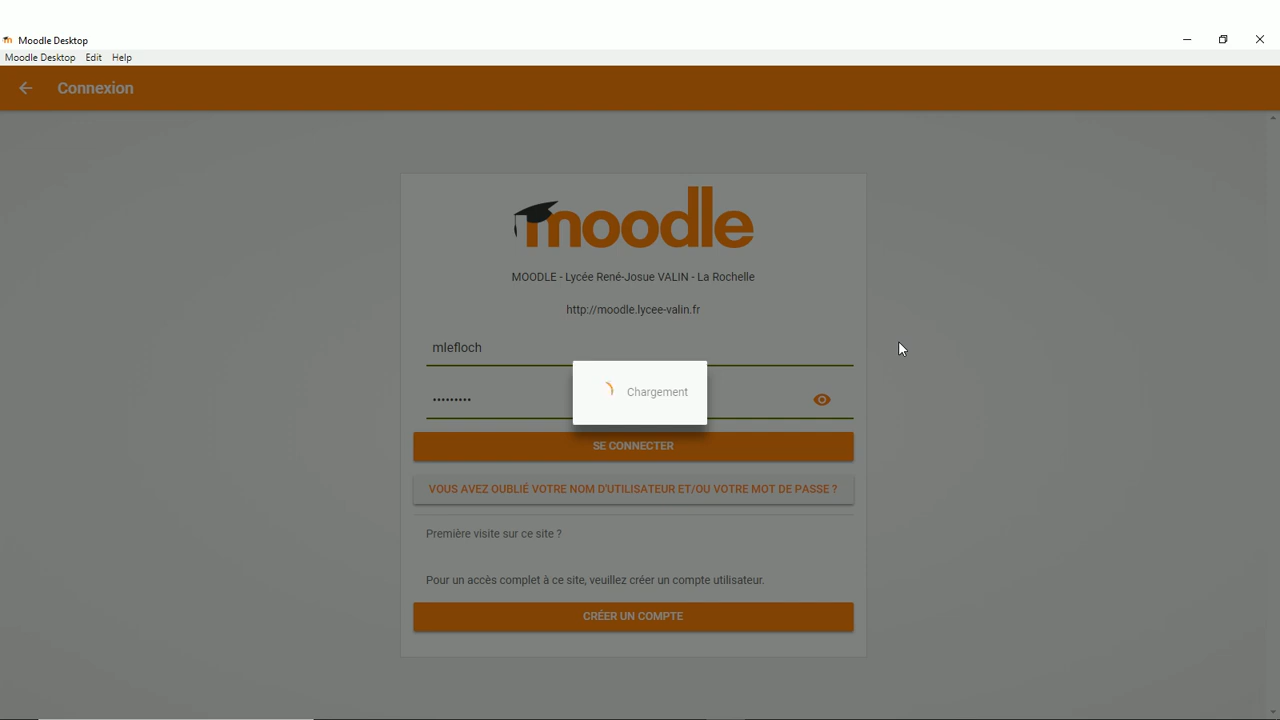 Moodle Desktop
Moodle Desktop Edit Help
Connexion
moodle
MOODLE - Lycée René-Josue VALIN - La Rochelle
http://moodle.lycee-valin.fr
mlefloch
•••••••••
Chargement
SE CONNECTER
VOUS AVEZ OUBLIÉ VOTRE NOM D'UTILISATEUR ET/OU VOTRE MOT DE PASSE ?
Première visite sur ce site ?
Pour un accès complet à ce site, veuillez créer un compte utilisateur.
CRÉER UN COMPTE